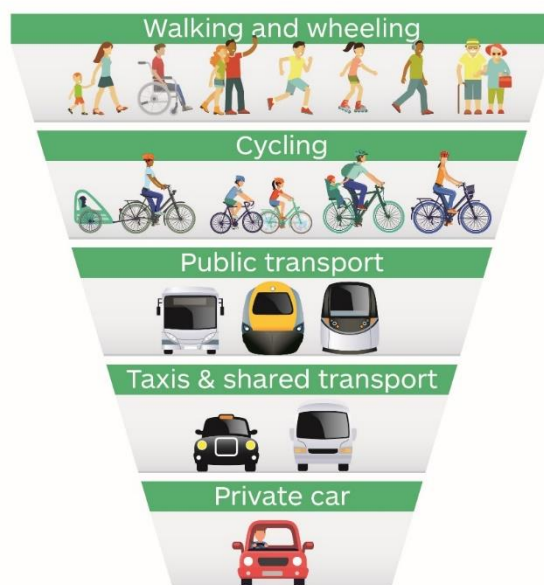 Walking and wheeling
Cycling
Public transport
Taxis & shared transport
Private car